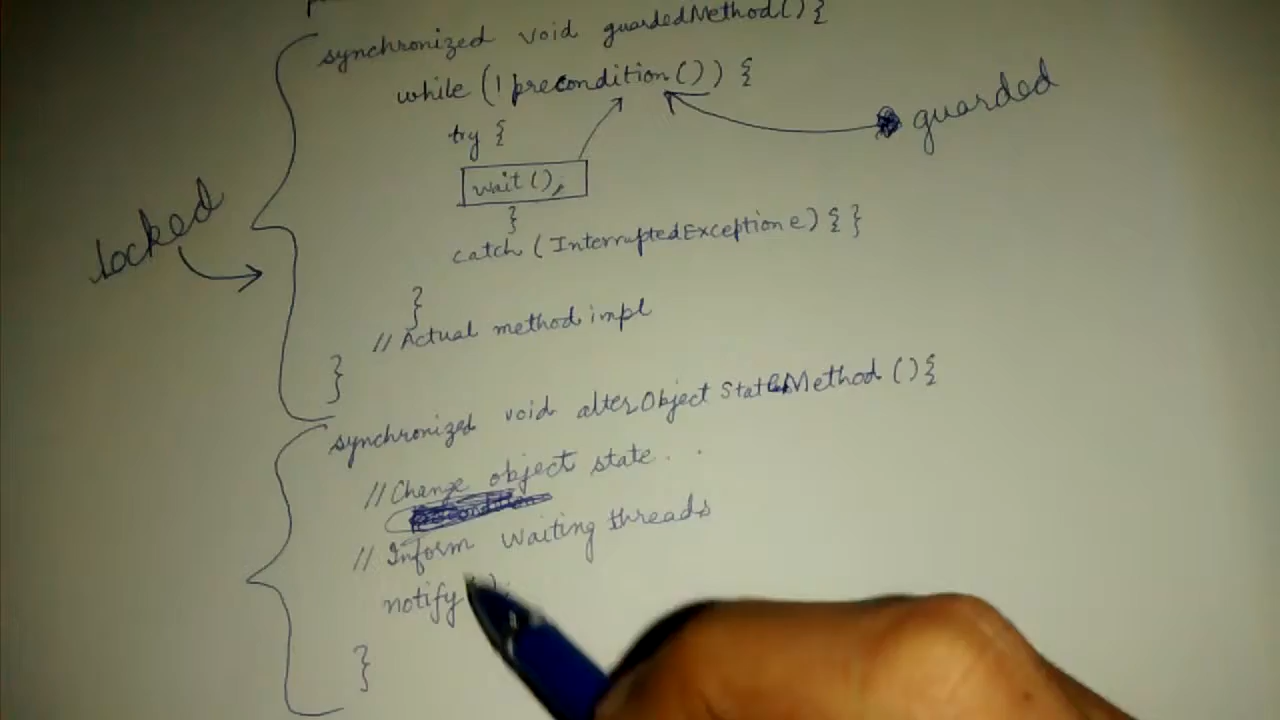 synchronized void guardedMethod() {
while (! precondition()) {
try {
guarded
wait();
}
catch (InterruptedException e) { }
locked
}
// Actual method impl
}
synchronized void alterObjectStateMethod () {
// Change object state . .
// Inform waiting threads
notify();
}